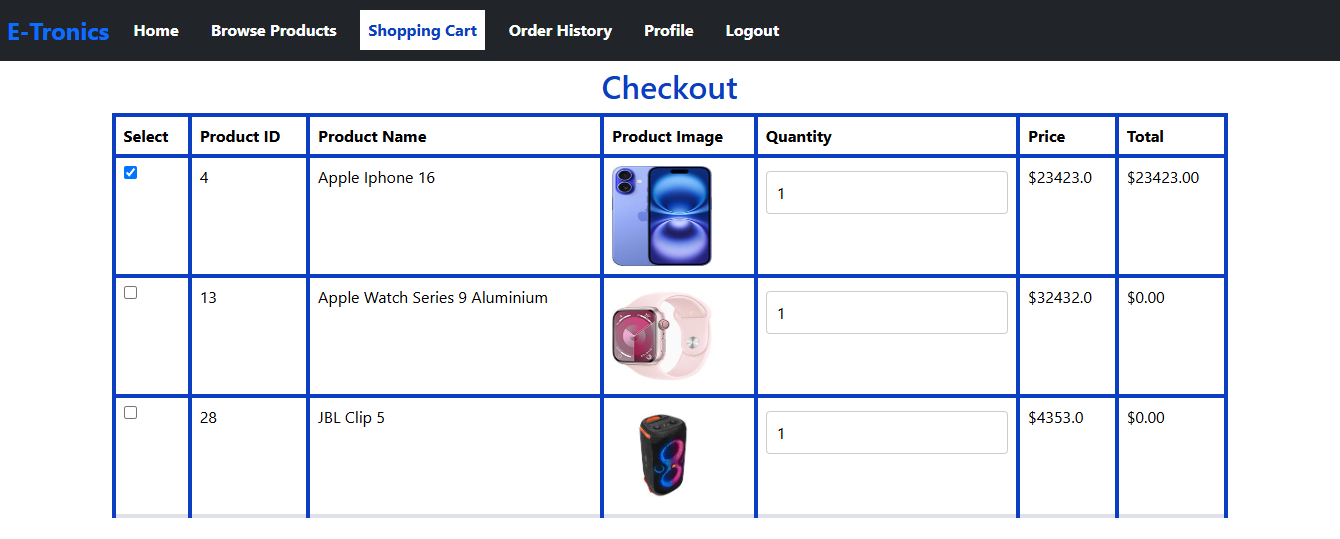 E-Tronics Home Browse Products Shopping Cart Order History Profile Logout
Checkout
Select Product ID Product Name Product Image Quantity Price Total
4 Apple Iphone 16 1 $23423.0 $23423.00
13 Apple Watch Series 9 Aluminium 1 $32432.0 $0.00
28 JBL Clip 5 1 $4353.0 $0.00